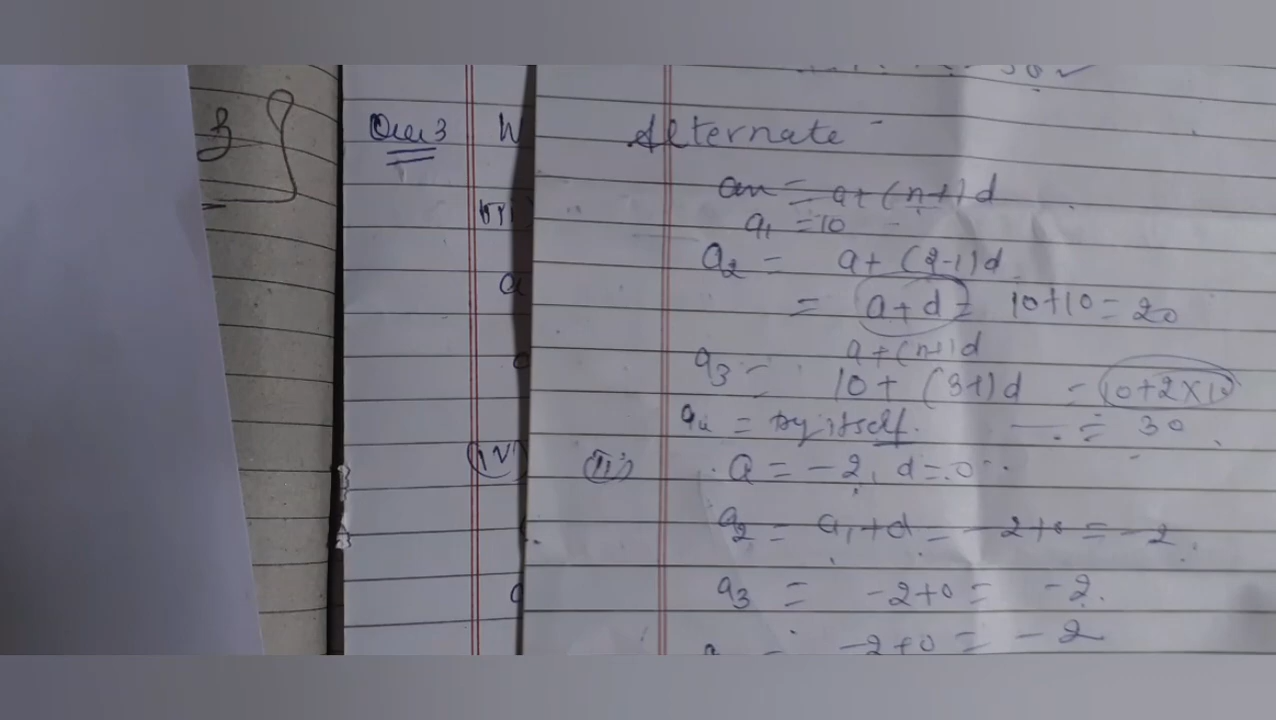 3
Ques 3
Alternate -
an = a + (n-1)d
a1 = 10
a2 = a + (2-1)d
= a + d = 10+10 = 20
a + (n-1)d
a3 = 10 + (3-1)d = 10+2×10
a4 = try itself. = 30
(iv) (ii) a = -2, d = 0
a2 = a1 + d = -2+0 = -2
a3 = -2+0 = -2.
-2+0 = -2